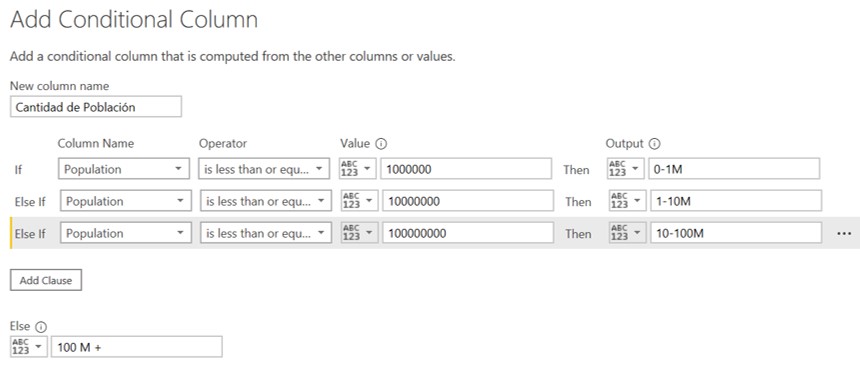 Add Conditional Column
Add a conditional column that is computed from the other columns or values.
New column name
Cantidad de Población
Column Name Operator Value Output
If Population is less than or equ... ABC 123 1000000 Then ABC 123 0-1M
Else If Population is less than or equ... ABC 123 10000000 Then ABC 123 1-10M
Else If Population is less than or equ... ABC 123 100000000 Then ABC 123 10-100M ...
Add Clause
Else
ABC 123 100 M +